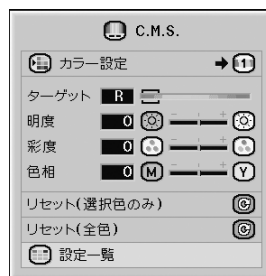 C.M.S.
カラー設定 1
ターゲット R
明度 0 - +
彩度 0 - +
色相 0 M - + Y
リセット(選択色のみ)
リセット(全色)
設定一覧